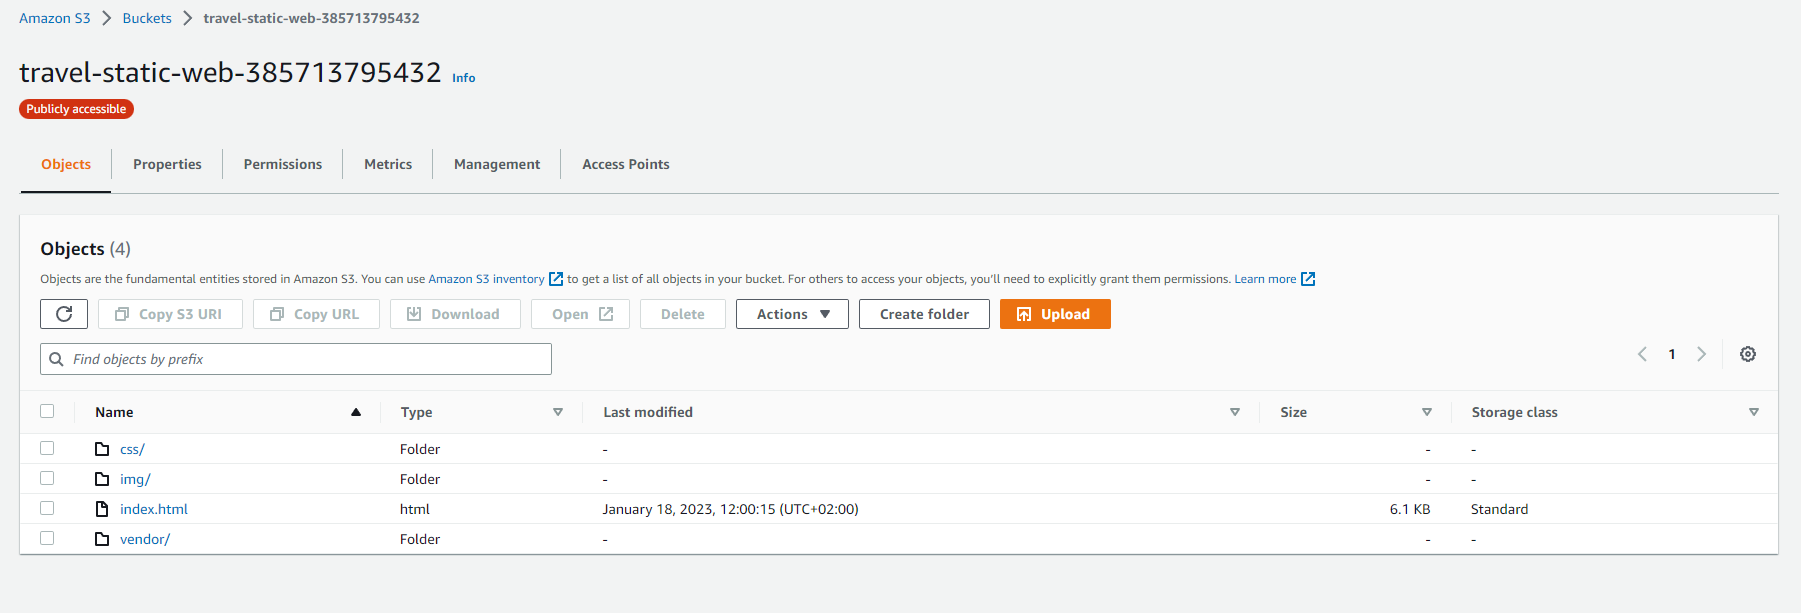 Amazon S3 > Buckets > travel-static-web-385713795432
travel-static-web-385713795432 Info
Publicly accessible
Objects Properties Permissions Metrics Management Access Points
Objects (4)
Objects are the fundamental entities stored in Amazon S3. You can use Amazon S3 inventory to get a list of all objects in your bucket. For others to access your objects, you'll need to explicitly grant them permissions. Learn more
Copy S3 URI Copy URL Download Open Delete Actions Create folder Upload
Find objects by prefix
1
Name Type Last modified Size Storage class
css/ Folder - - -
img/ Folder - - -
index.html html January 18, 2023, 12:00:15 (UTC+02:00) 6.1 KB Standard
vendor/ Folder - - -